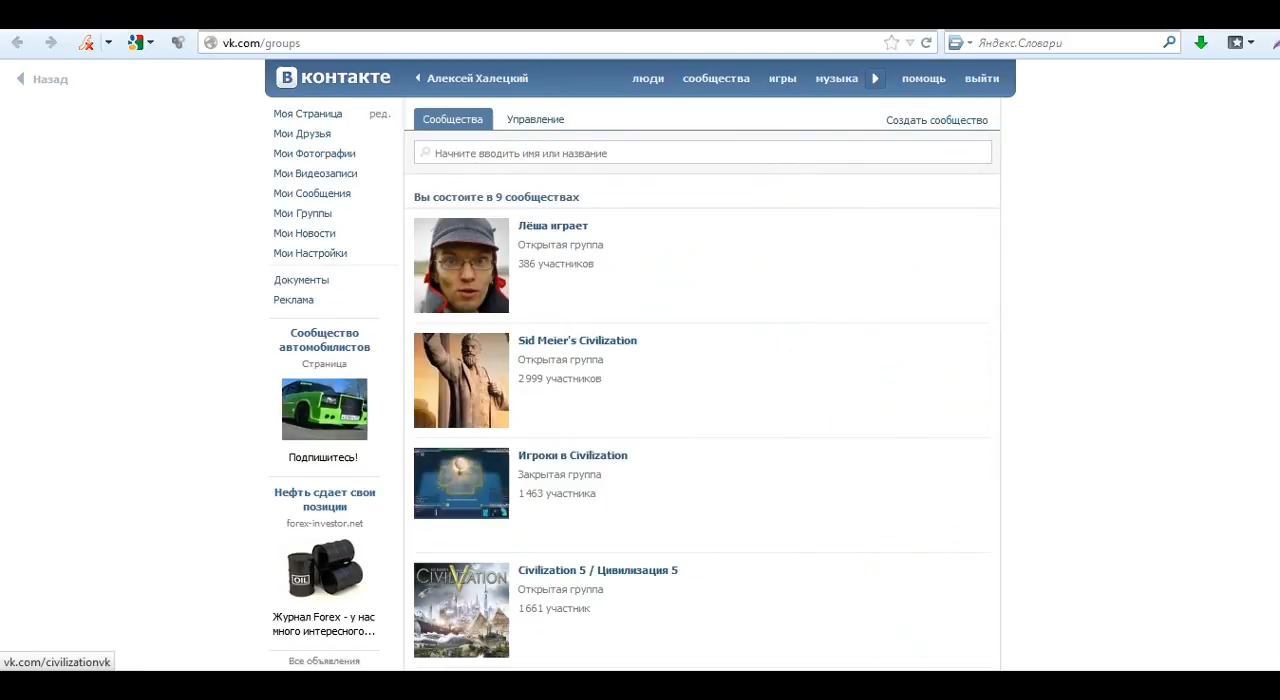 vk.com/groups
Яндекс.Словари
Назад
В контакте
Алексей Халецкий
люди
сообщества
игры
музыка
помощь
выйти
Моя Страница
ред.
Мои Друзья
Мои Фотографии
Мои Видеозаписи
Мои Сообщения
Мои Группы
Мои Новости
Мои Настройки
Документы
Реклама
Сообщество
автомобилистов
Страница
Подпишитесь!
Нефть сдает свои
позиции
forex-investor.net
OIL
Журнал Forex - у нас
много интересного...
Все объявления
Сообщества
Управление
Создать сообщество
Начните вводить имя или название
Вы состоите в 9 сообществах
Лёша играет
Открытая группа
386 участников
Sid Meier's Civilization
Открытая группа
2 999 участников
Игроки в Civilization
Закрытая группа
1 463 участника
CIVILIZATION
V
Civilization 5 / Цивилизация 5
Открытая группа
1 661 участник
vk.com/civilizationvk